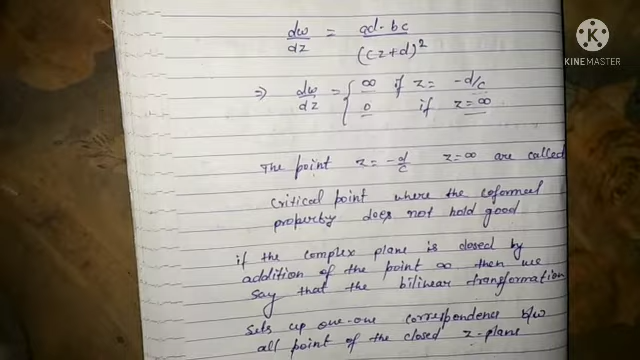 dw/dz = ad - bc / (cz+d)²
KINEMASTER
⇒ dw/dz = { ∞ if z = -d/c
0 if z = ∞
The point z = -d/c z = ∞ are called
critical point where the coformal
property does not hold good
if the complex plane is closed by
addition of the point ∞ then we
say that the bilinear transformation
Sets up one-one correspondence b/w
all point of the closed z-plane